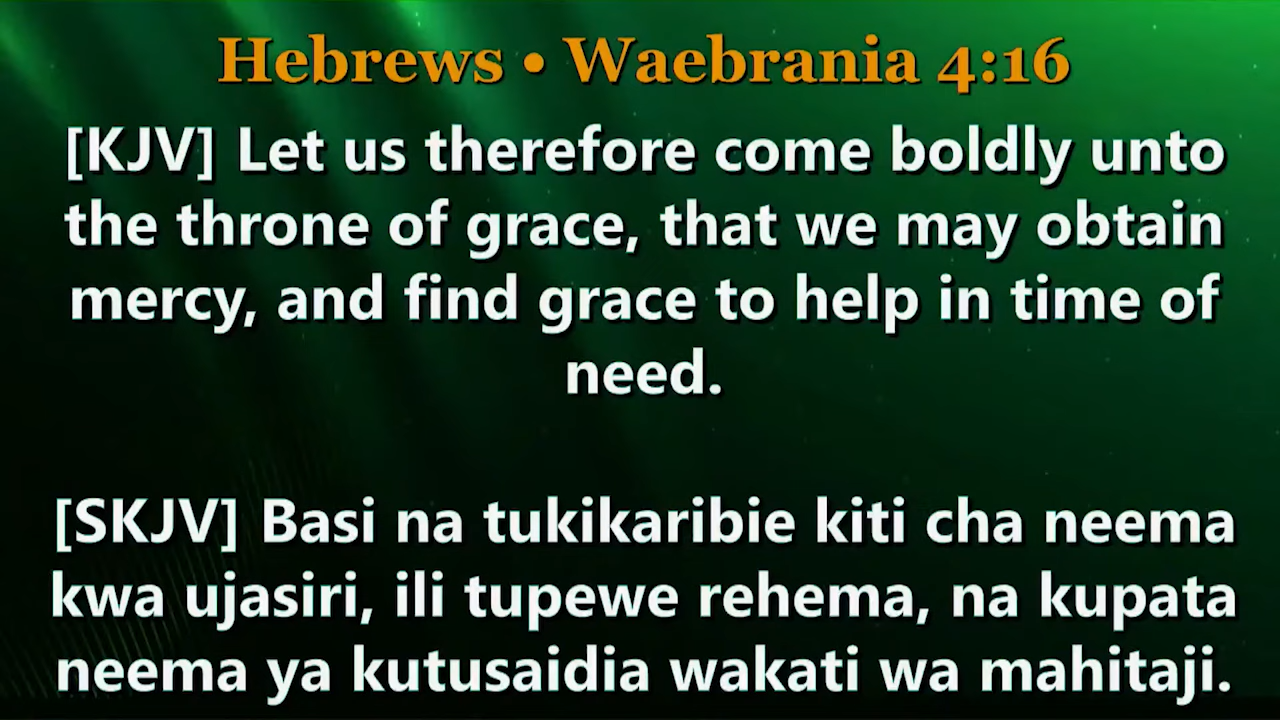 Hebrews • Waebrania 4:16
[KJV] Let us therefore come boldly unto
the throne of grace, that we may obtain
mercy, and find grace to help in time of
need.
[SKJV] Basi na tukikaribie kiti cha neema
kwa ujasiri, ili tupewe rehema, na kupata
neema ya kutusaidia wakati wa mahitaji.